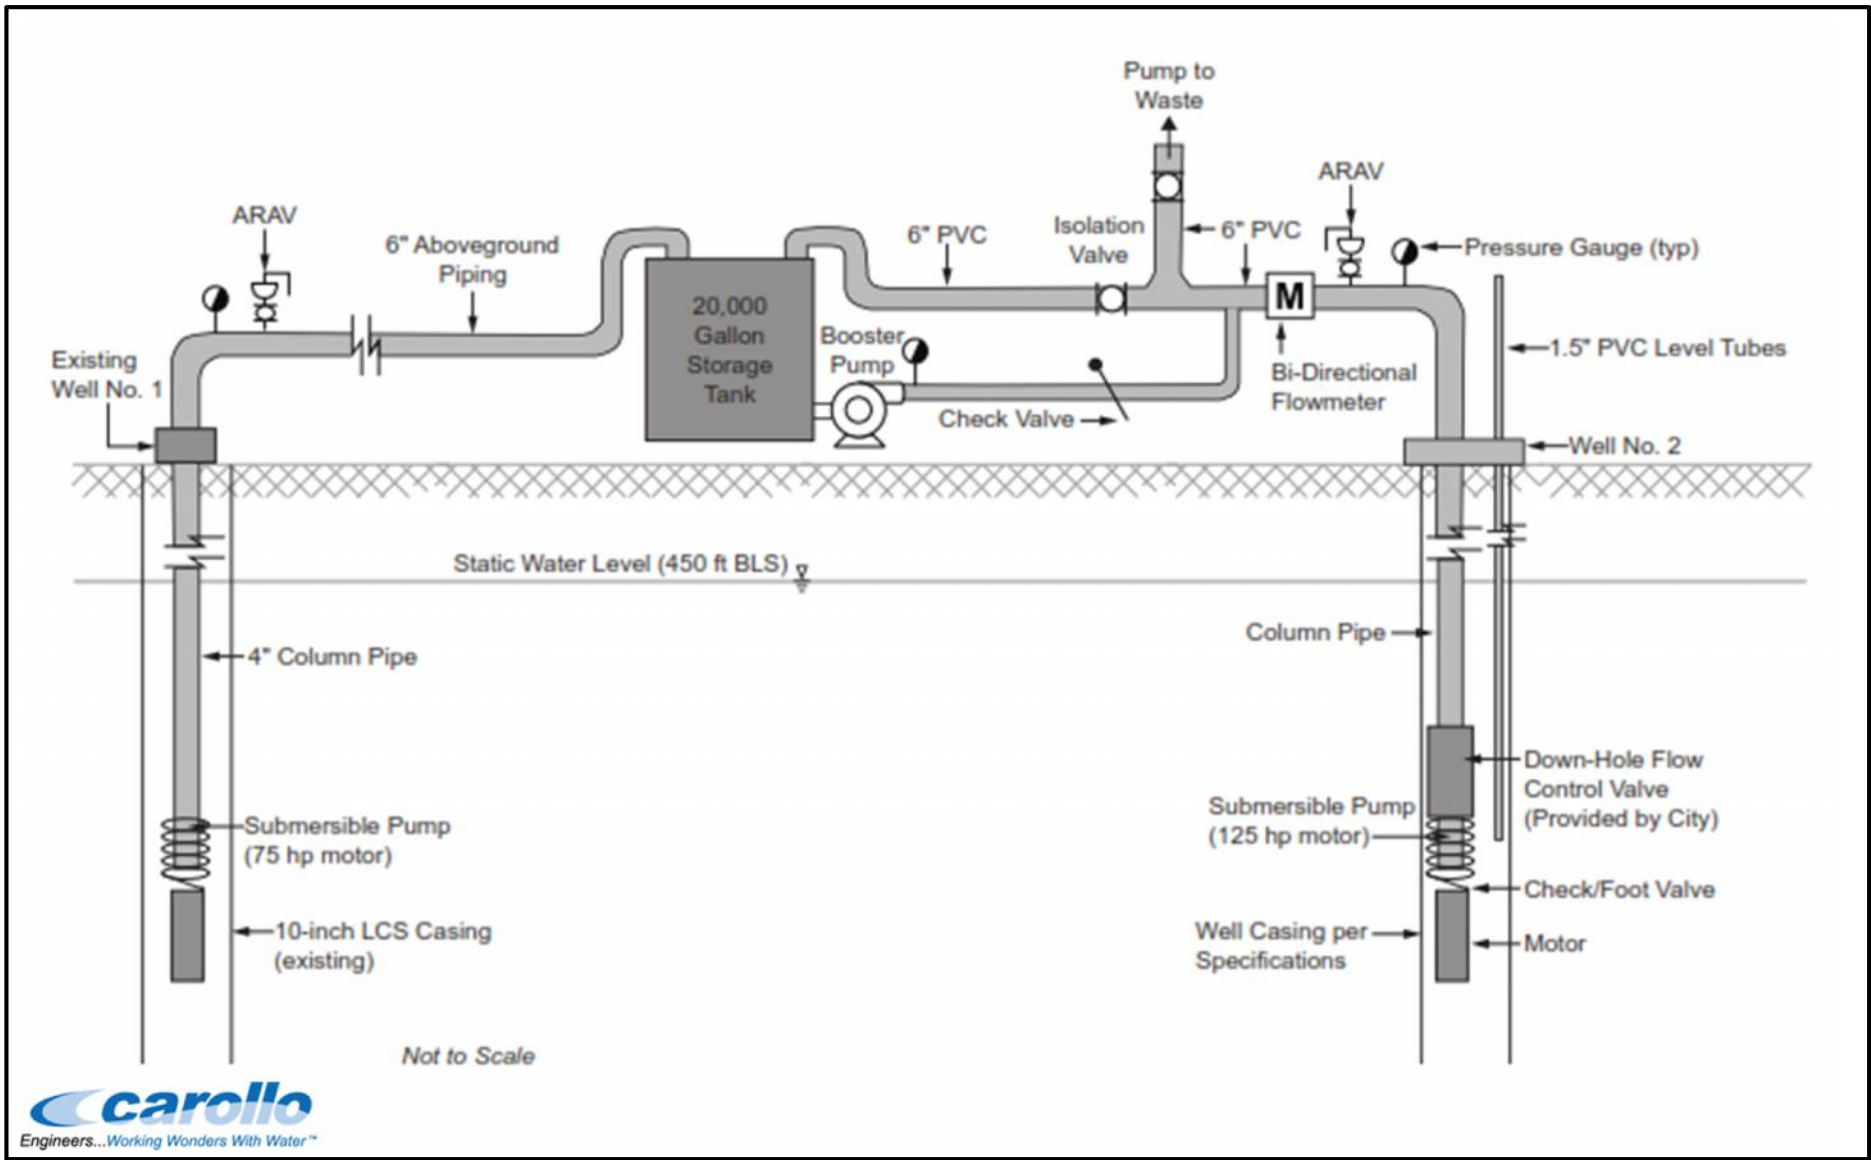 Pump to
Waste
ARAV
ARAV
6" Aboveground
Piping
6" PVC
Isolation
Valve
6" PVC
Pressure Gauge (typ)
20,000
Gallon
Storage
Tank
M
Booster
Pump
Existing
Well No. 1
1.5" PVC Level Tubes
Bi-Directional
Flowmeter
Check Valve
Well No. 2
Static Water Level (450 ft BLS)
Column Pipe
4" Column Pipe
Down-Hole Flow
Control Valve
(Provided by City)
Submersible Pump
(125 hp motor)
Submersible Pump
(75 hp motor)
Check/Foot Valve
10-inch LCS Casing
(existing)
Well Casing per
Specifications
Motor
Not to Scale
carollo
Engineers...Working Wonders With Water™